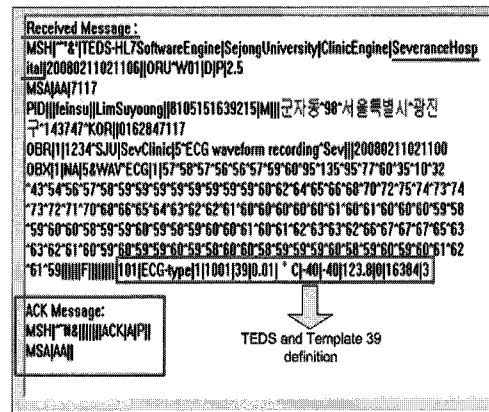 Received Message :
MSH|^~&*|TEDS-HL7SoftwareEngine|SejongUniversity|ClinicEngine|SeveranceHosp
ital|20080211021106||ORU^W01|D|P|2.5
MSA|AA|7117
PID|||feinsu||LimSuyoung||8105151639215|M|||군자동^98^서울특별시^광진
구^143747^KOR||0162847117
OBR|1|1234^SJU|SevClinic|5^ECG waveform recording^Sev|||20080211021100
OBX|1|NA|5&WAV^ECG|1|57^58^57^56^56^57^59^60^95^135^95^77^60^35^10^32
^43^54^56^57^58^59^59^59^59^59^59^59^60^62^64^65^66^68^70^72^75^74^73^74
^73^72^71^70^68^66^65^64^63^62^62^61^60^60^60^60^60^61^60^61^60^60^60^59^58
^59^60^60^58^59^60^59^58^59^60^60^61^60^61^61^62^63^63^62^66^67^67^67^65^63
^63^62^61^60^59^60^59^59^60^58^60^60^58^59^59^59^60^58^59^60^59^60^61^62
^61^59||||||F||||||||101|ECG-type|1|1001|39|0.01| ° C|-40|-40|123.8|0|16384|3
ACK Message:
MSH|^~\&|||||||ACK|A|P||
MSA|AA||
TEDS and Template 39
definition